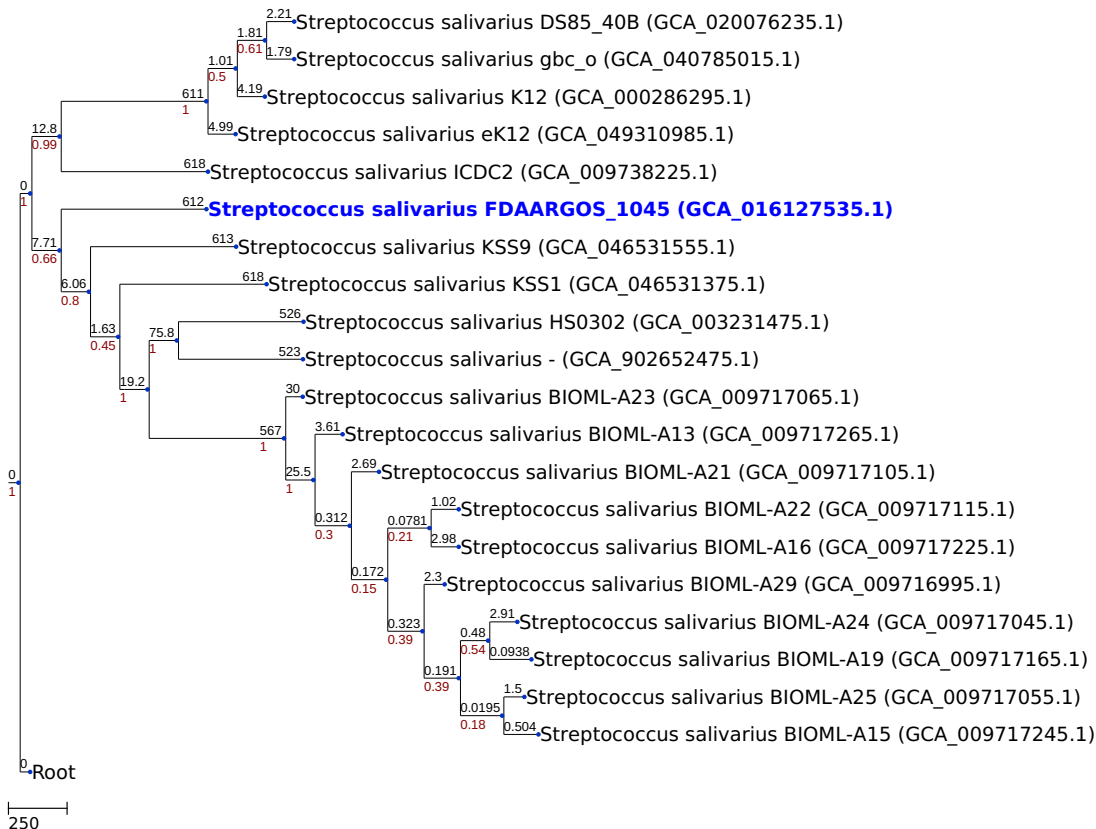 2.21 Streptococcus salivarius DS85_40B (GCA_020076235.1)
1.81
0.61
1.79 Streptococcus salivarius gbc_o (GCA_040785015.1)
1.01
0.5
4.19 Streptococcus salivarius K12 (GCA_000286295.1)
611
1
4.99 Streptococcus salivarius eK12 (GCA_049310985.1)
12.8
0.99
618 Streptococcus salivarius ICDC2 (GCA_009738225.1)
0
1
612 Streptococcus salivarius FDAARGOS_1045 (GCA_016127535.1)
7.71
0.66
613 Streptococcus salivarius KSS9 (GCA_046531555.1)
6.06
0.8
618 Streptococcus salivarius KSS1 (GCA_046531375.1)
1.63
0.45
526 Streptococcus salivarius HS0302 (GCA_003231475.1)
75.8
1
523 Streptococcus salivarius - (GCA_902652475.1)
19.2
1
30 Streptococcus salivarius BIOML-A23 (GCA_009717065.1)
567
1
3.61 Streptococcus salivarius BIOML-A13 (GCA_009717265.1)
25.5
1
2.69 Streptococcus salivarius BIOML-A21 (GCA_009717105.1)
0
1
0.312
0.3
1.02 Streptococcus salivarius BIOML-A22 (GCA_009717115.1)
0.0781
0.21
2.98 Streptococcus salivarius BIOML-A16 (GCA_009717225.1)
0.172
0.15
2.3 Streptococcus salivarius BIOML-A29 (GCA_009716995.1)
0.323
0.39
2.91 Streptococcus salivarius BIOML-A24 (GCA_009717045.1)
0.48
0.54
0.0938 Streptococcus salivarius BIOML-A19 (GCA_009717165.1)
0.191
0.39
1.5 Streptococcus salivarius BIOML-A25 (GCA_009717055.1)
0.0195
0.18
0.504 Streptococcus salivarius BIOML-A15 (GCA_009717245.1)
0 Root
250